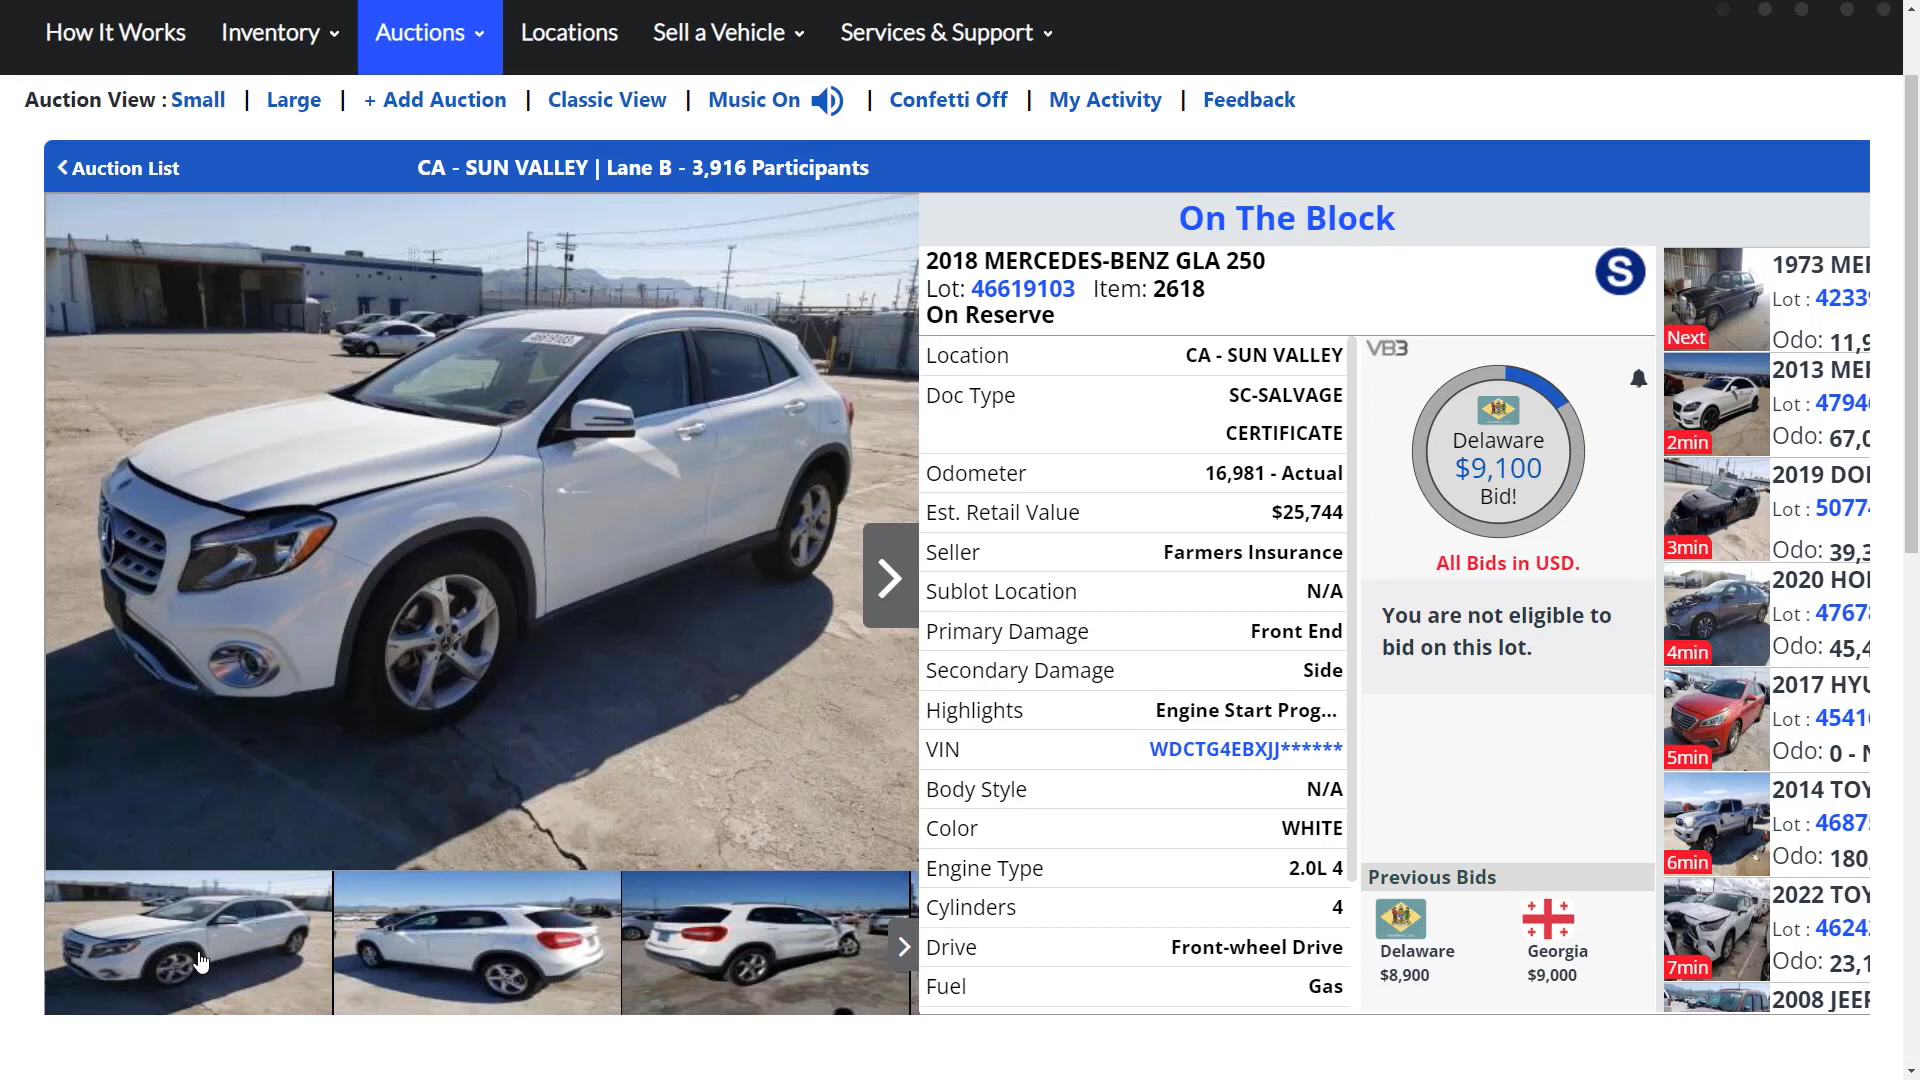 How It Works Inventory Auctions Locations Sell a Vehicle Services & Support
Auction View : Small | Large | + Add Auction | Classic View | Music On | Confetti Off | My Activity | Feedback
Auction List
CA - SUN VALLEY | Lane B - 3,916 Participants
On The Block
2018 MERCEDES-BENZ GLA 250
Lot: 46619103 Item: 2618
On Reserve
S
Location CA - SUN VALLEY
Doc Type SC-SALVAGE
CERTIFICATE
Odometer 16,981 - Actual
Est. Retail Value $25,744
Seller Farmers Insurance
Sublot Location N/A
Primary Damage Front End
Secondary Damage Side
Highlights Engine Start Prog...
VIN WDCTG4EBXJJ******
Body Style N/A
Color WHITE
Engine Type 2.0L 4
Cylinders 4
Drive Front-wheel Drive
Fuel Gas
VB3
Delaware
$9,100
Bid!
All Bids in USD.
You are not eligible to
bid on this lot.
Previous Bids
Delaware
$8,900
Georgia
$9,000
1973 MER
Lot : 4233
Odo: 11,9
Next
2013 MER
Lot : 4794
Odo: 67,0
2min
2019 DO
Lot : 5077
Odo: 39,3
3min
2020 HO
Lot : 4767
Odo: 45,4
4min
2017 HYU
Lot : 4541
Odo: 0 - N
5min
2014 TOY
Lot : 4687
Odo: 180,
6min
2022 TOY
Lot : 4624
Odo: 23,1
7min
2008 JEEP